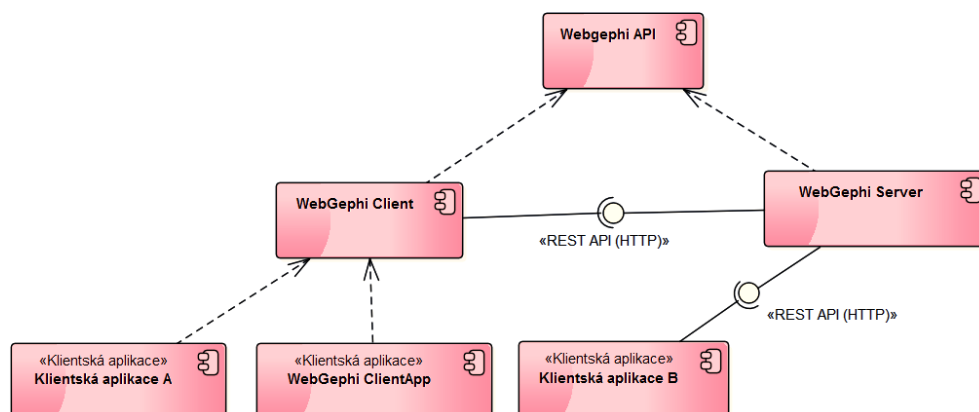 Webgephi API
WebGephi Client
WebGephi Server
«REST API (HTTP)»
«REST API (HTTP)»
«Klientská aplikace»
Klientská aplikace A
«Klientská aplikace»
WebGephi ClientApp
«Klientská aplikace»
Klientská aplikace B